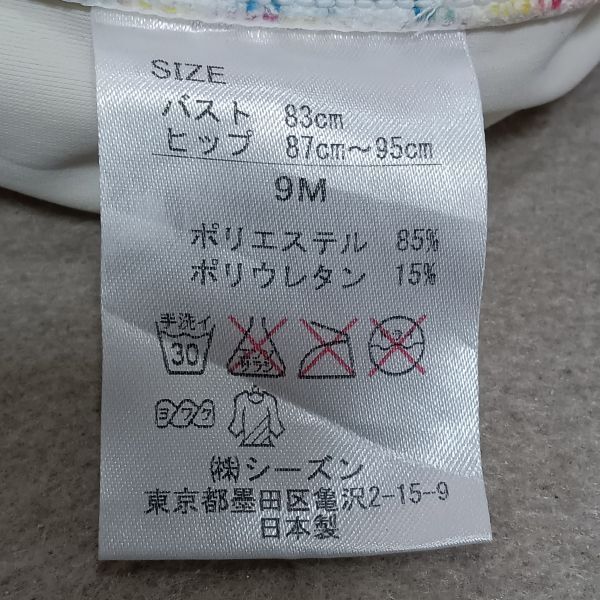 SIZE
バスト 83cm
ヒップ 87cm~95cm
9M
ポリエステル 85%
ポリウレタン 15%
手洗イ
30
ヨワク
(株)シーズン
東京都墨田区亀沢2-15-9
日本製